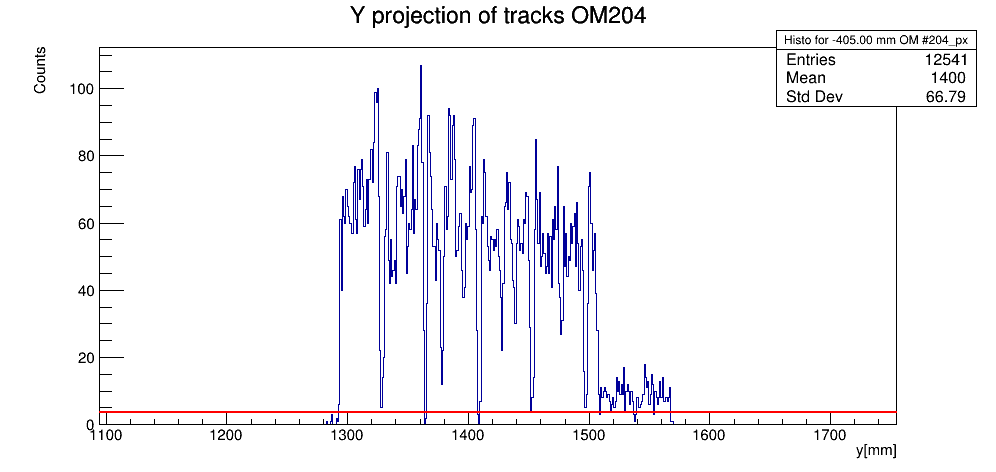 Y projection of tracks OM204
Histo for -405.00 mm OM #204_px
Entries 12541
Mean 1400
Std Dev 66.79
Counts
100
80
60
40
20
0
1100 1200 1300 1400 1500 1600 1700
y[mm]